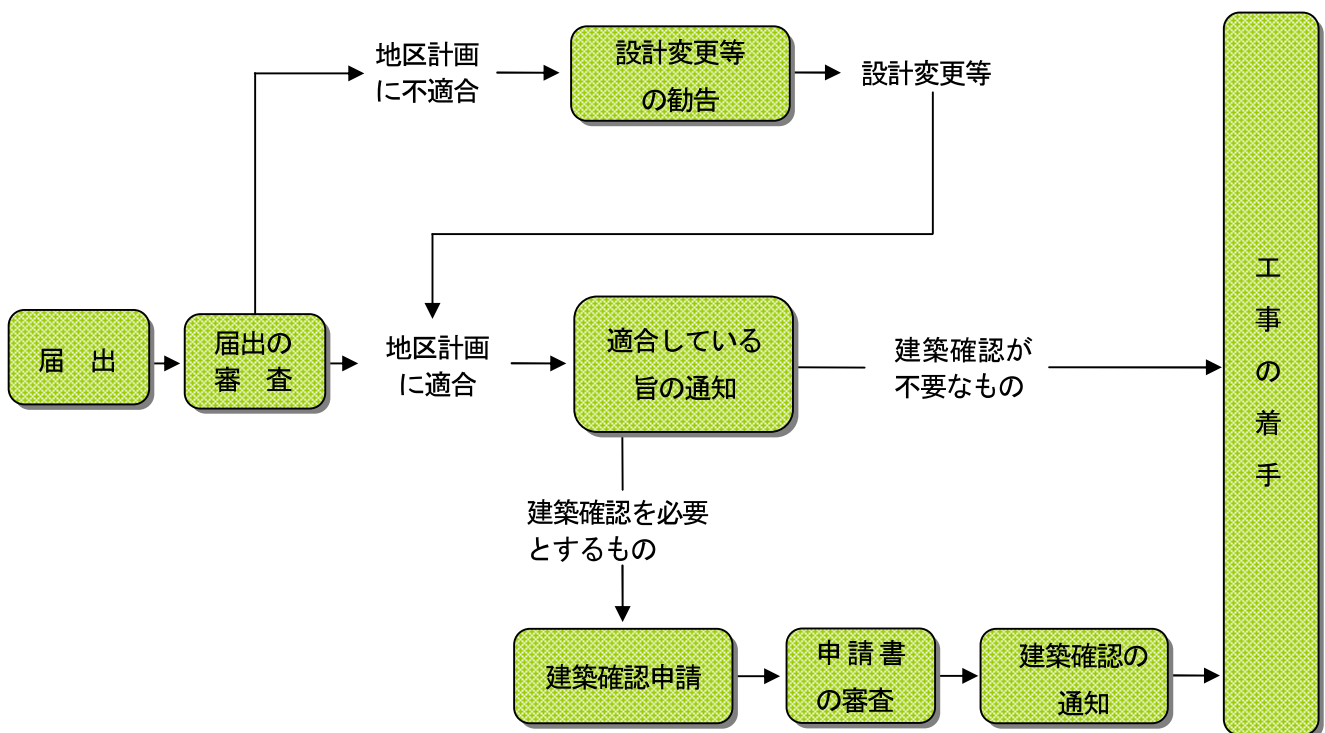 地区計画
に不適合
設計変更等
の勧告
設計変更等
届　出
届出の
審　査
地区計画
に適合
適合している
旨の通知
建築確認が
不要なもの
建築確認を必要
とするもの
建築確認申請
申請書
の審査
建築確認の
通知
工事の着手